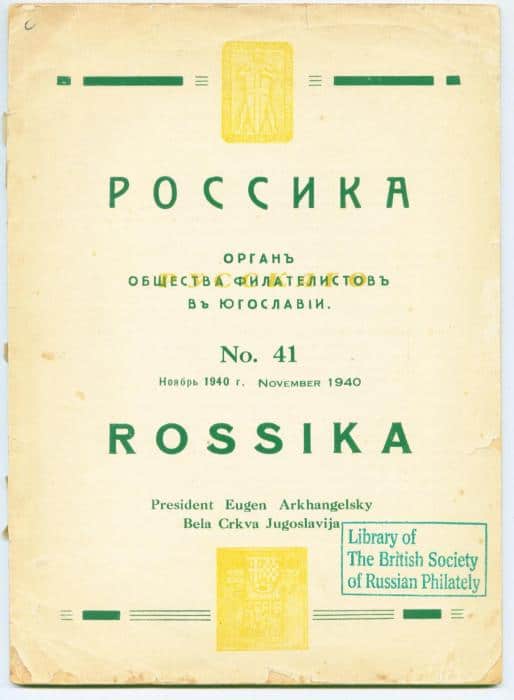 РОССИКА
ОРГАНЪ
РУССКАГО
ОБЩЕСТВА ФИЛАТЕЛИСТОВЪ
ВЪ ЮГОСЛАВІИ.
No. 41
Ноябрь 1940 г. NOVEMBER 1940
ROSSIKA
President Eugen Arkhangelsky
Bela Crkva Jugoslavija
Library of
The British Society
of Russian Philately